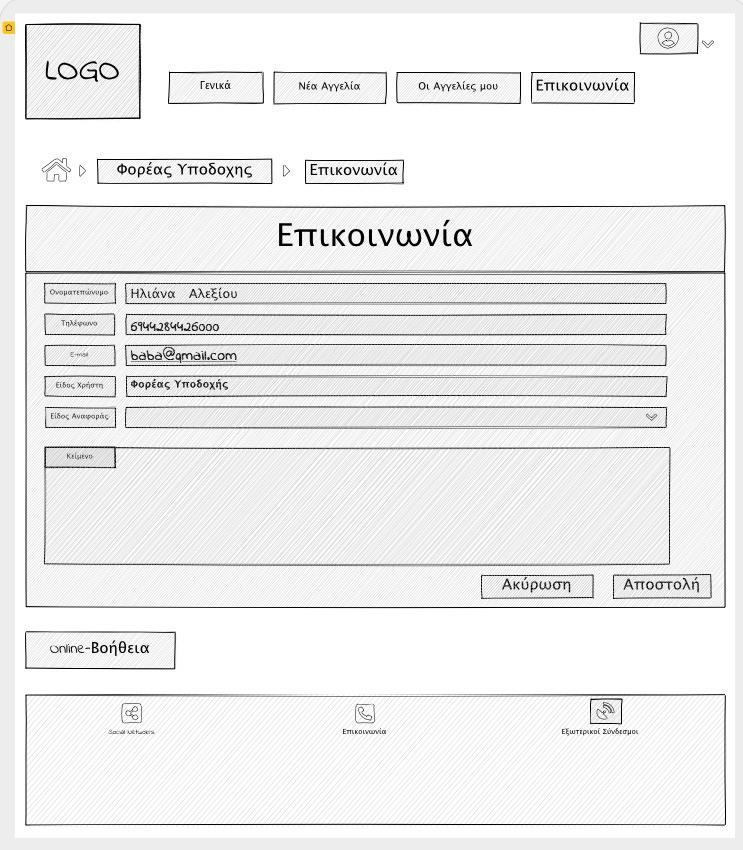 LOGO
Γενικά
Νέα Αγγελία
Οι Αγγελίες μου
Επικοινωνία
Φορέας Υποδοχης
Επικονωνία
Επικοινωνία
Ονοματεπώνυμο
Ηλιάνα Αλεξίου
Τηλέφωνο
6944284426000
E-mail
baba@qmail.com
Είδος Χρήστη
Φορέας Υποδοχής
Είδος Αναφοράς
Κείμενο
Ακύρωση
Αποστολή
Online-Βοήθεια
Social Networks
Επικοινωνία
Εξωτερικοί Σύνδεσμοι